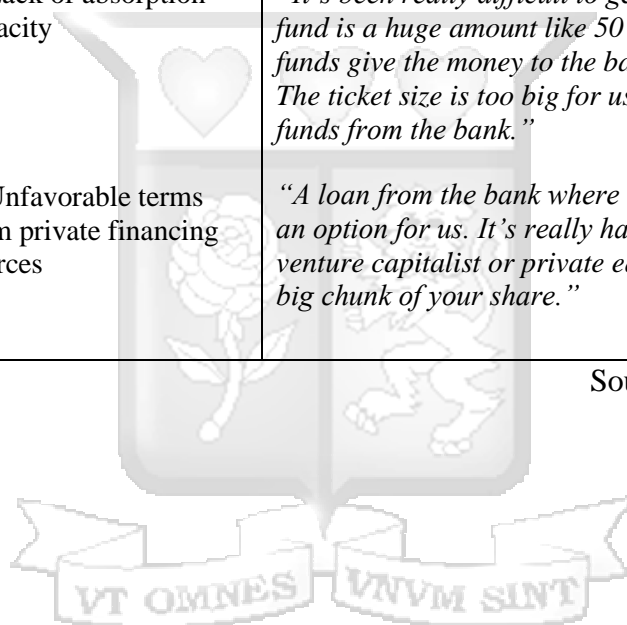 Lack of absorption
acity
“It’s been really difficult to ge
fund is a huge amount like 50
funds give the money to the ba
The ticket size is too big for us
funds from the bank.”
Unfavorable terms
m private financing
rces
“A loan from the bank where
an option for us. It’s really ha
venture capitalist or private e
big chunk of your share.”
Sou
VT OMNES VNVM SINT